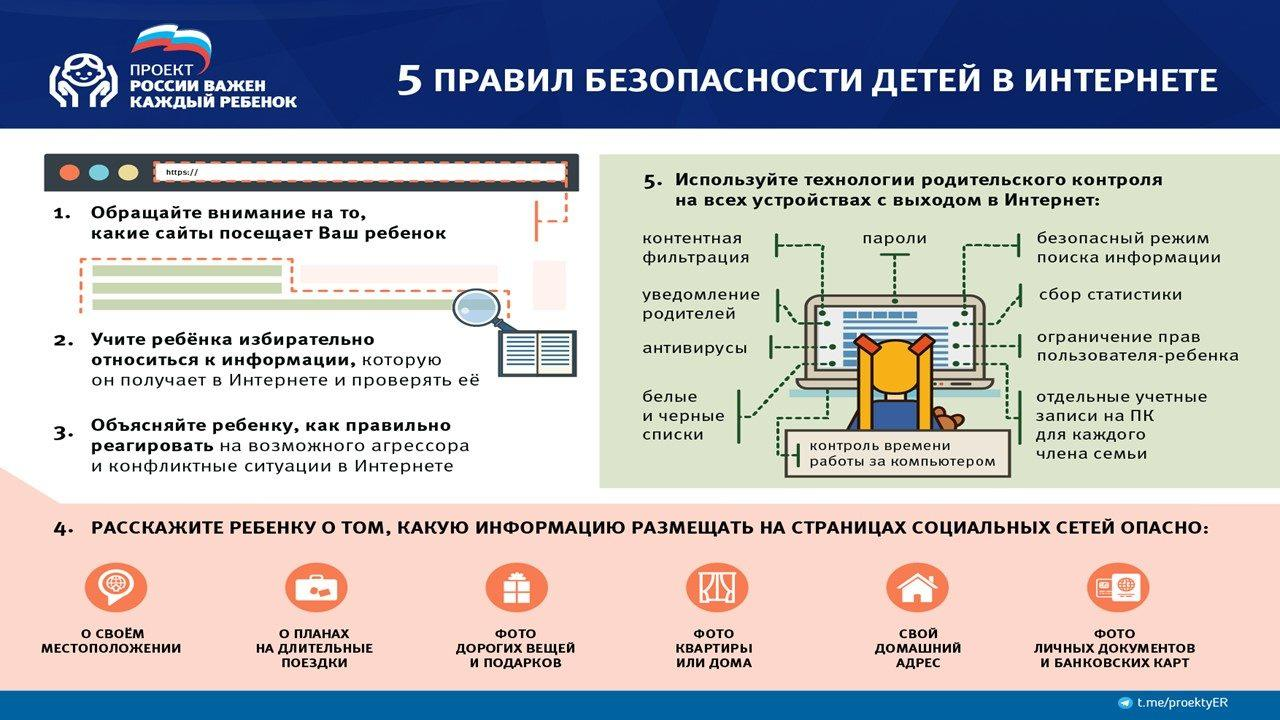 ПРОЕКТ
РОССИИ ВАЖЕН
КАЖДЫЙ РЕБЕНОК
5 ПРАВИЛ БЕЗОПАСНОСТИ ДЕТЕЙ В ИНТЕРНЕТЕ
https://
1. Обращайте внимание на то,
какие сайты посещает Ваш ребенок
2. Учите ребёнка избирательно
относиться к информации, которую
он получает в Интернете и проверять её
3. Объясняйте ребенку, как правильно
реагировать на возможного агрессора
и конфликтные ситуации в Интернете
5. Используйте технологии родительского контроля
на всех устройствах с выходом в Интернет:
контентная
фильтрация
уведомление
родителей
антивирусы
белые
и черные
списки
пароли
контроль времени
работы за компьютером
безопасный режим
поиска информации
сбор статистики
ограничение прав
пользователя-ребенка
отдельные учетные
записи на ПК
для каждого
члена семьи
4. РАССКАЖИТЕ РЕБЕНКУ О ТОМ, КАКУЮ ИНФОРМАЦИЮ РАЗМЕЩАТЬ НА СТРАНИЦАХ СОЦИАЛЬНЫХ СЕТЕЙ ОПАСНО:
О СВОЁМ
МЕСТОПОЛОЖЕНИИ
О ПЛАНАХ
НА ДЛИТЕЛЬНЫЕ
ПОЕЗДКИ
ФОТО
ДОРОГИХ ВЕЩЕЙ
И ПОДАРКОВ
ФОТО
КВАРТИРЫ
ИЛИ ДОМА
СВОЙ
ДОМАШНИЙ
АДРЕС
ФОТО
ЛИЧНЫХ ДОКУМЕНТОВ
И БАНКОВСКИХ КАРТ
t.me/proektyER